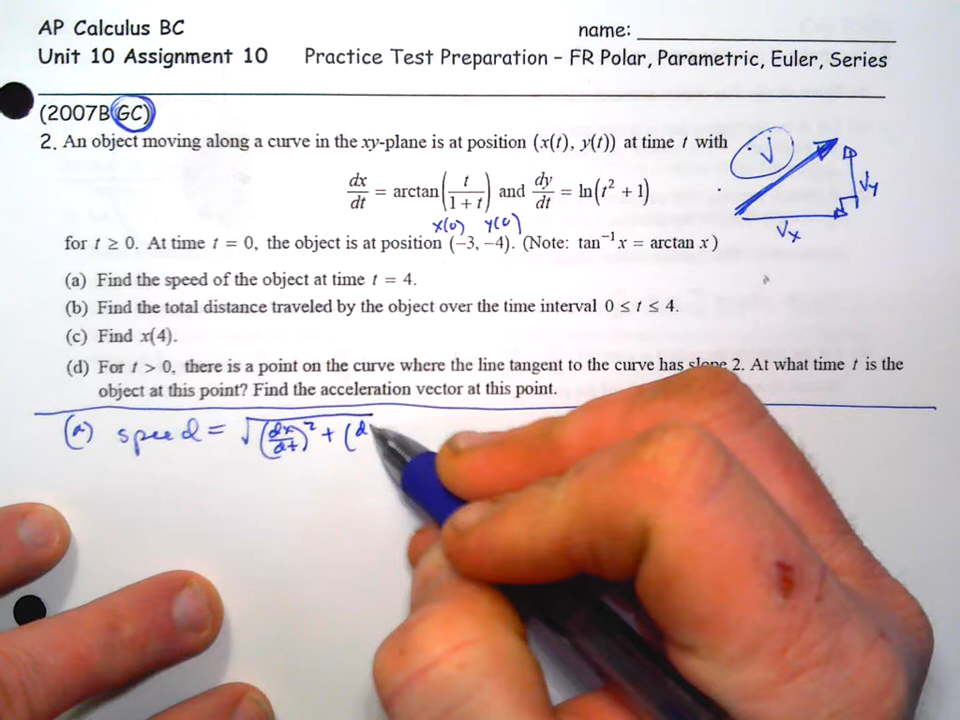 AP Calculus BC name:
Unit 10 Assignment 10 Practice Test Preparation – FR Polar, Parametric, Euler, Series
(2007B GC)
2. An object moving along a curve in the xy-plane is at position (x(t), y(t)) at time t with
dx/dt = arctan(t/(1 + t)) and dy/dt = ln(t² + 1)
V
Vy
Vx
x(0) y(0)
for t ≥ 0. At time t = 0, the object is at position (−3, −4). (Note: tan⁻¹x = arctan x)
(a) Find the speed of the object at time t = 4.
(b) Find the total distance traveled by the object over the time interval 0 ≤ t ≤ 4.
(c) Find x(4).
(d) For t > 0, there is a point on the curve where the line tangent to the curve has slope 2. At what time t is the
object at this point? Find the acceleration vector at this point.
(a) speed = √(dx/dt)² + (d